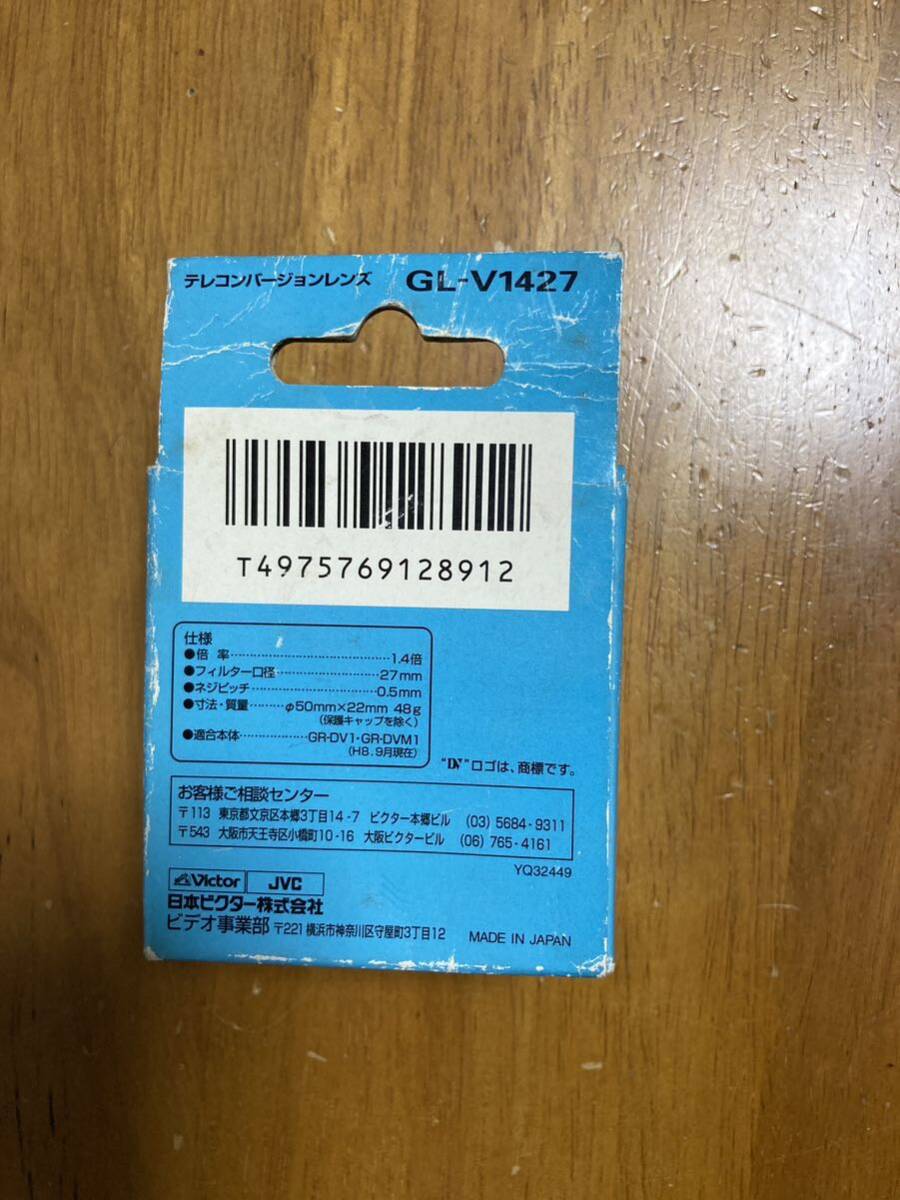 テレコンバージョンレンズ GL-V1427
T4975769128912
仕様
●倍 率……………………………1.4倍
●フィルター口径…………………27mm
●ネジピッチ………………………0.5mm
●寸法・質量………φ50mm×22mm 48g
(保護キャップを除く)
●適合本体………………GR-DV1・GR-DVM1
(H8.9月現在)
"DV"ロゴは、商標です。
お客様ご相談センター
〒113 東京都文京区本郷3丁目14-7 ビクター本郷ビル (03)5684-9311
〒543 大阪市天王寺区小橋町10-16 大阪ビクタービル (06)765-4161
YQ32449
Victor JVC
日本ビクター株式会社
ビデオ事業部 〒221 横浜市神奈川区守屋町3丁目12 MADE IN JAPAN